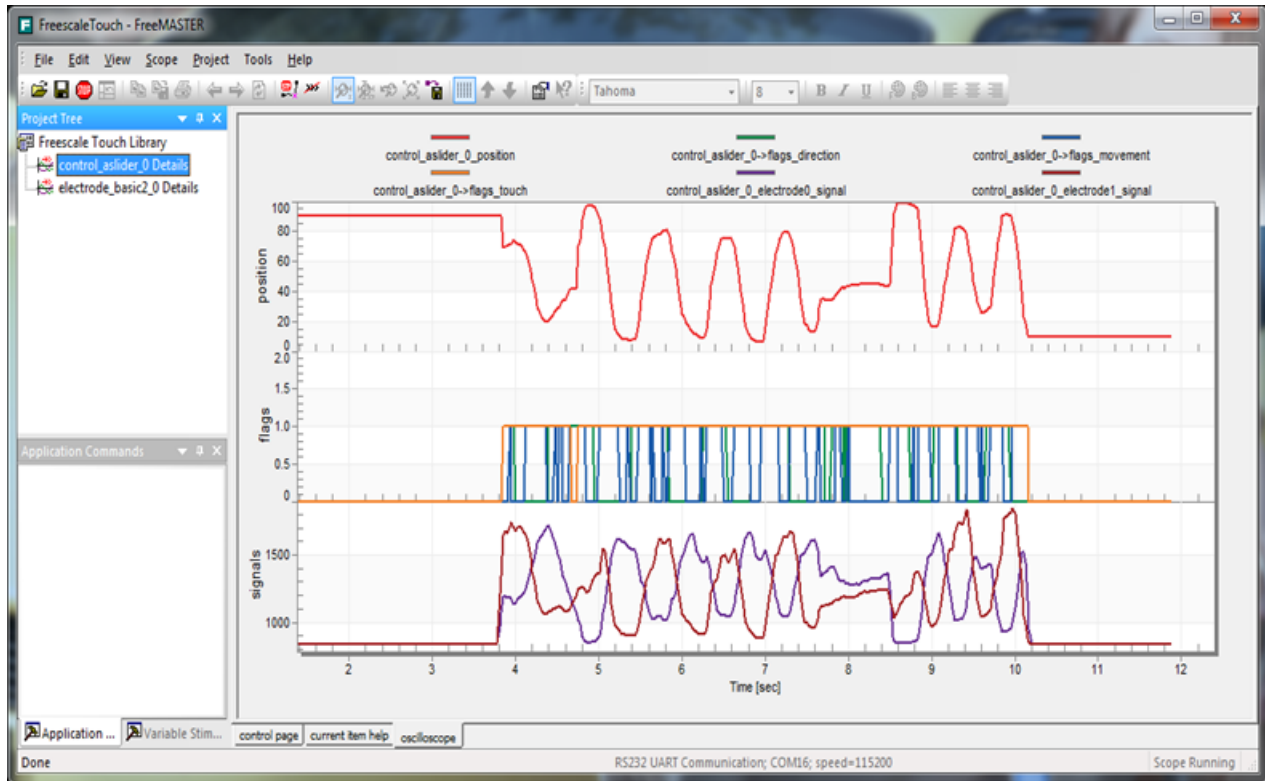 FreescaleTouch - FreeMASTER
File Edit View Scope Project Tools Help
Tahoma 8 B I U
Project Tree
Freescale Touch Library
control_aslider_0 Details
electrode_basic2_0 Details
Application Commands
control_aslider_0_position control_aslider_0->flags_direction control_aslider_0->flags_movement
control_aslider_0->flags_touch control_aslider_0_electrode0_signal control_aslider_0_electrode1_signal
100
80
60
40
20
0
position
2.0
1.5
1.0
0.5
0
flags
1500
1000
signals
2 3 4 5 6 7 8 9 10 11 12
Time [sec]
Application ... Variable Stim...
control page current item help oscilloscope
Done RS232 UART Communication; COM16; speed=115200 Scope Running